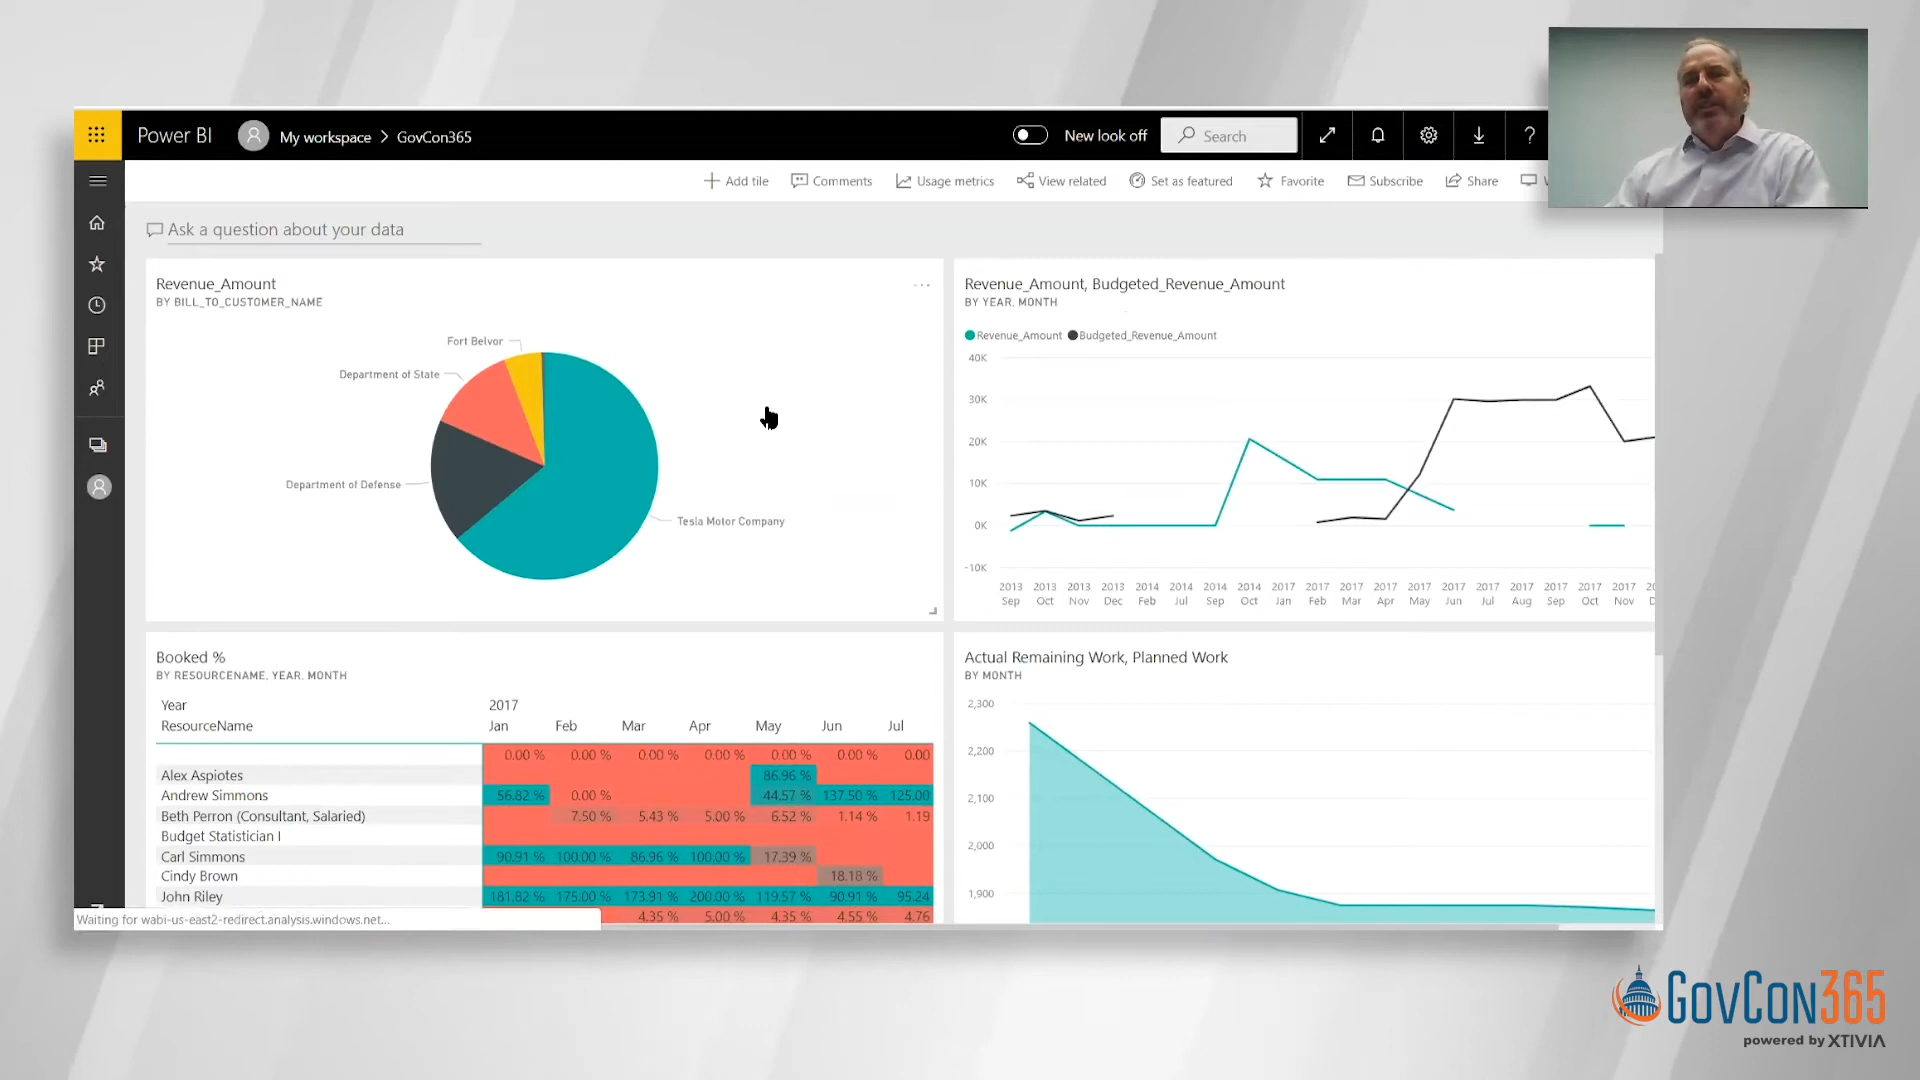 Power BI
My workspace > GovCon365
New look off
Search
?
Add tile
Comments
Usage metrics
View related
Set as featured
Favorite
Subscribe
Share
Ask a question about your data
Revenue_Amount
BY BILL_TO_CUSTOMER_NAME
...
Fort Belvor
Department of State
Department of Defense
Tesla Motor Company
Revenue_Amount, Budgeted_Revenue_Amount
BY YEAR, MONTH
Revenue_Amount Budgeted_Revenue_Amount
40K
30K
20K
10K
0K
-10K
2013 2013 2013 2013 2014 2014 2014 2014 2017 2017 2017 2017 2017 2017 2017 2017 2017 2017 2017
Sep Oct Nov Dec Feb Jul Sep Oct Jan Feb Mar Apr May Jun Jul Aug Sep Oct Nov
Booked %
BY RESOURCENAME, YEAR, MONTH
Year 2017
ResourceName Jan Feb Mar Apr May Jun Jul
0.00 % 0.00 % 0.00 % 0.00 % 0.00 % 0.00 % 0.00
Alex Aspiotes 86.96 %
Andrew Simmons 56.82 % 0.00 % 44.57 % 137.50 % 125.00
Beth Perron (Consultant, Salaried) 7.50 % 5.43 % 5.00 % 6.52 % 1.14 % 1.19
Budget Statistician I
Carl Simmons 90.91 % 100.00 % 86.96 % 100.00 % 17.39 %
Cindy Brown 18.18 %
John Riley 181.82 % 175.00 % 173.91 % 200.00 % 119.57 % 90.91 % 95.24
4.35 % 5.00 % 4.35 % 4.55 % 4.76
Waiting for wabi-us-east2-redirect.analysis.windows.net...
Actual Remaining Work, Planned Work
BY MONTH
2,300
2,200
2,100
2,000
1,900
GOVCON365
powered by XTIVIA